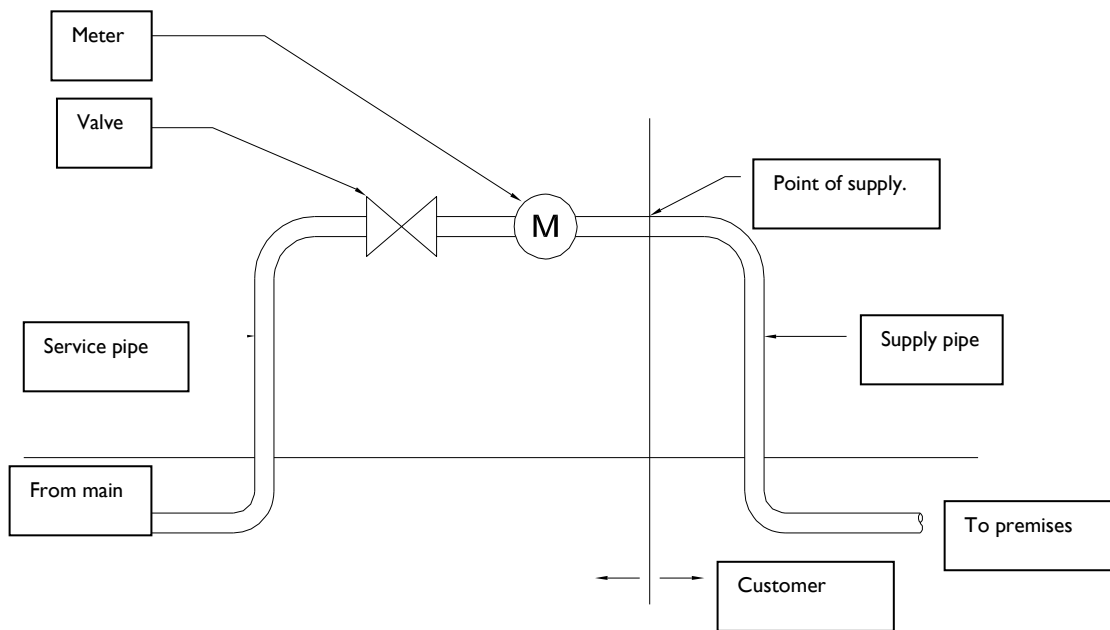 Meter
Valve
Point of supply.
M
Service pipe
Supply pipe
From main
To premises
Customer